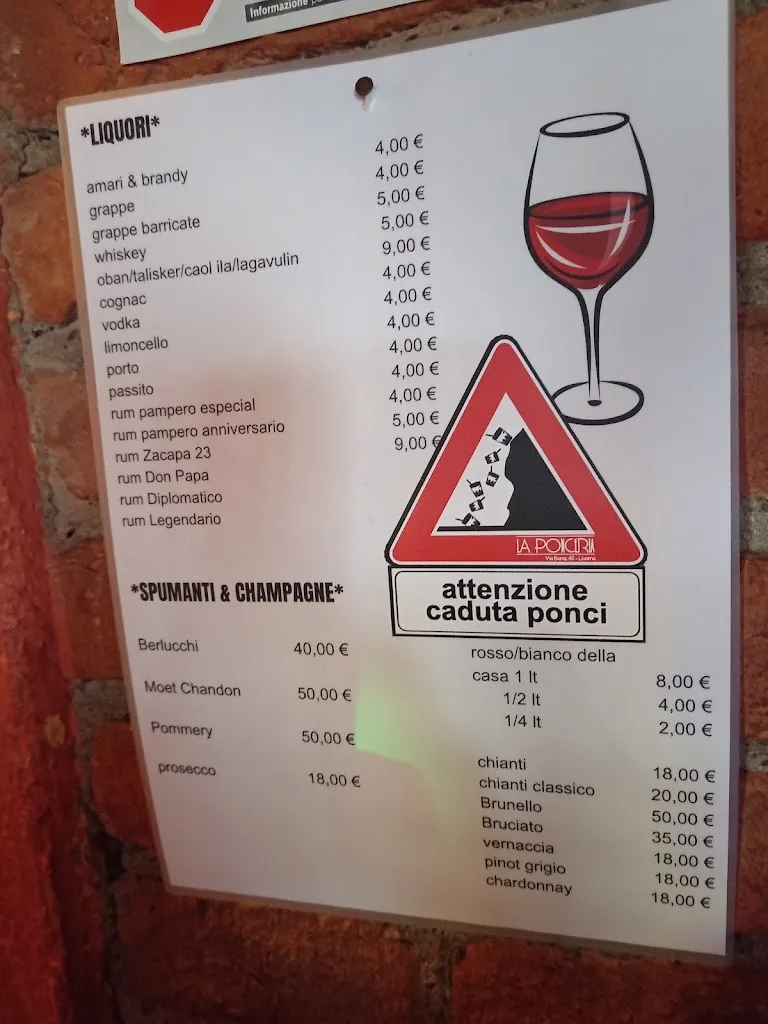 Informazione
*LIQUORI*
amari & brandy 4,00 €
grappe 4,00 €
grappe barricate 5,00 €
whiskey 5,00 €
oban/talisker/caol ila/lagavulin 9,00 €
cognac 4,00 €
vodka 4,00 €
limoncello 4,00 €
porto 4,00 €
passito 4,00 €
rum pampero especial 4,00 €
rum pampero anniversario 5,00 €
rum Zacapa 23 9,00 €
rum Don Papa
rum Diplomatico
rum Legendario
LA PONCERIA
attenzione
caduta ponci
*SPUMANTI & CHAMPAGNE*
Berlucchi 40,00 €
Moet Chandon 50,00 €
Pommery 50,00 €
prosecco 18,00 €
rosso/bianco della
casa 1 lt 8,00 €
1/2 lt 4,00 €
1/4 lt 2,00 €
chianti 18,00 €
chianti classico 20,00 €
Brunello 50,00 €
Bruciato 35,00 €
vernaccia 18,00 €
pinot grigio 18,00 €
chardonnay 18,00 €